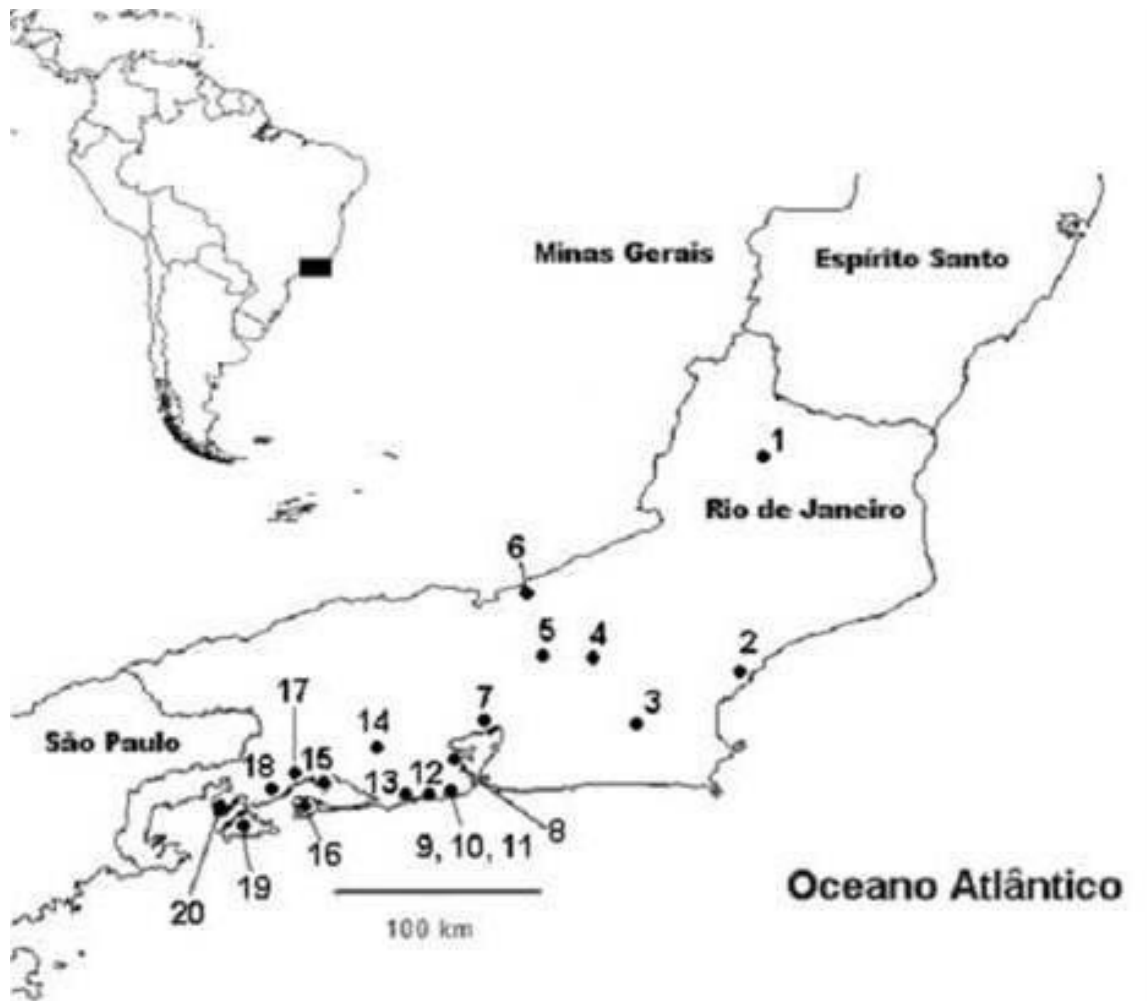 Minas Gerais
Espírito Santo
1
Rio de Janeiro
6
5
4
2
17
7
3
14
São Paulo
18
15
13
12
8
16
9, 10, 11
20
19
Oceano Atlântico
100 km